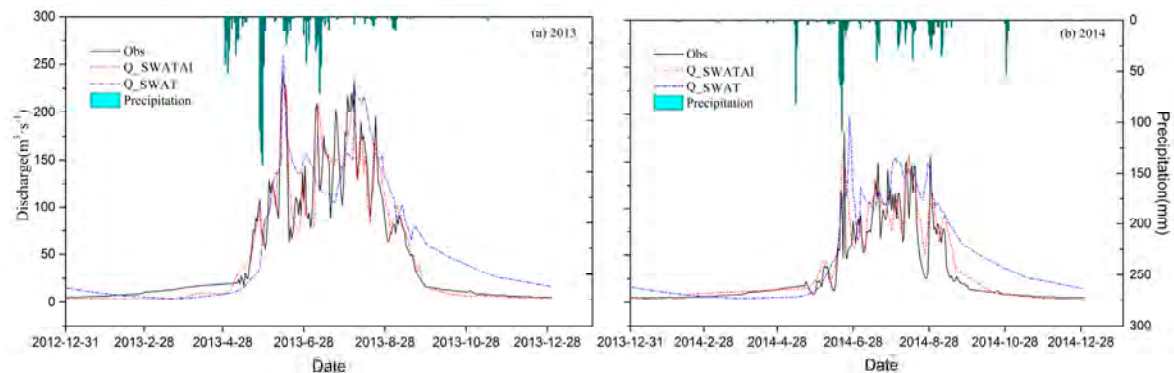 300
250
200
150
100
50
0
Discharge(m³·s⁻¹)
Obs
Q_SWATAI
Q_SWAT
Precipitation
(a) 2013
2012-12-31 2013-2-28 2013-4-28 2013-6-28 2013-8-28 2013-10-28 2013-12-28
Date
Obs
Q_SWATAI
Q_SWAT
Precipitation
(b) 2014
0
50
100
150
200
250
300
Precipitation(mm)
2013-12-31 2014-2-28 2014-4-28 2014-6-28 2014-8-28 2014-10-28 2014-12-28
Date